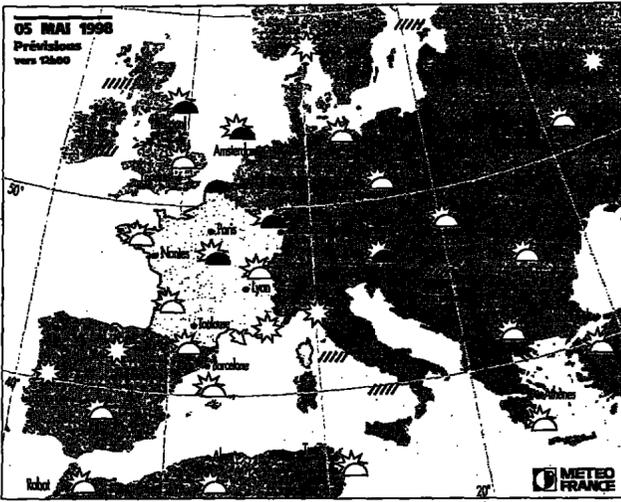 05 MAI 1998
Prévisions
vers 12h00
Amsterdam
50°
Paris
Nantes
Lyon
Toulouse
Barcelone
40°
Athènes
Rabat
20°
METEO
FRANCE